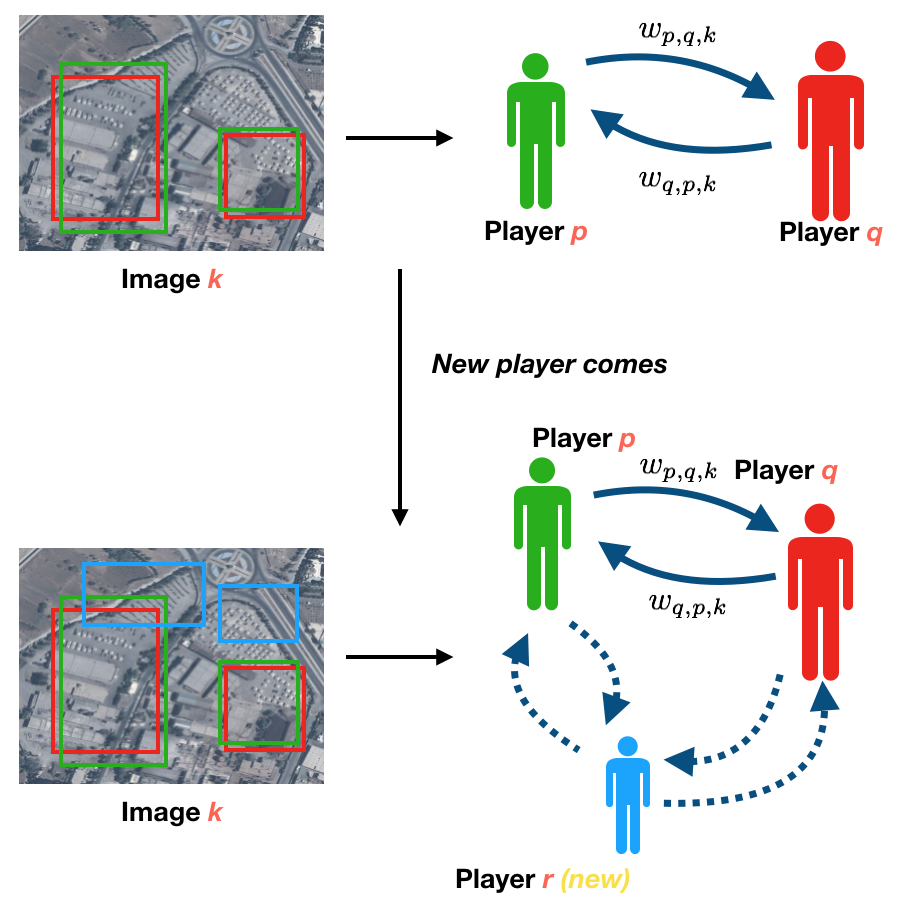 w_{p,q,k}
w_{q,p,k}
Player p
Player q
Image k
New player comes
Player p
w_{p,q,k}
Player q
w_{q,p,k}
Image k
Player r (new)